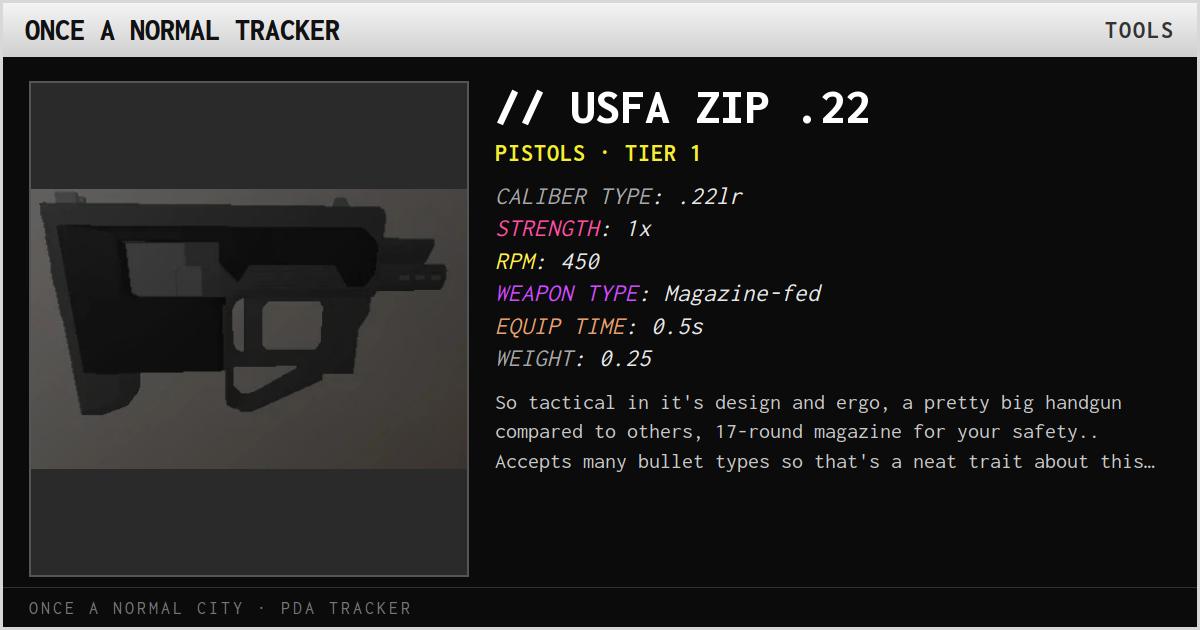 ONCE A NORMAL TRACKER
TOOLS
// USFA ZIP .22
PISTOLS · TIER 1
CALIBER TYPE: .22lr
STRENGTH: 1x
RPM: 450
WEAPON TYPE: Magazine-fed
EQUIP TIME: 0.5s
WEIGHT: 0.25
So tactical in it's design and ergo, a pretty big handgun
compared to others, 17-round magazine for your safety..
Accepts many bullet types so that's a neat trait about this…
ONCE A NORMAL CITY · PDA TRACKER